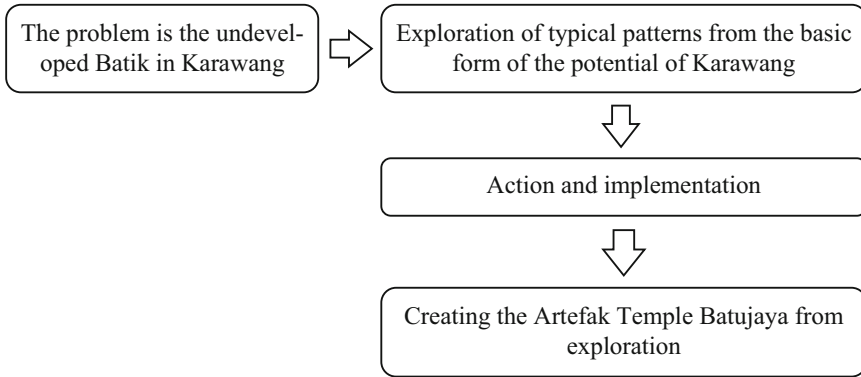 The problem is the undevel-
oped Batik in Karawang
Exploration of typical patterns from the basic
form of the potential of Karawang
Action and implementation
Creating the Artefak Temple Batujaya from
exploration